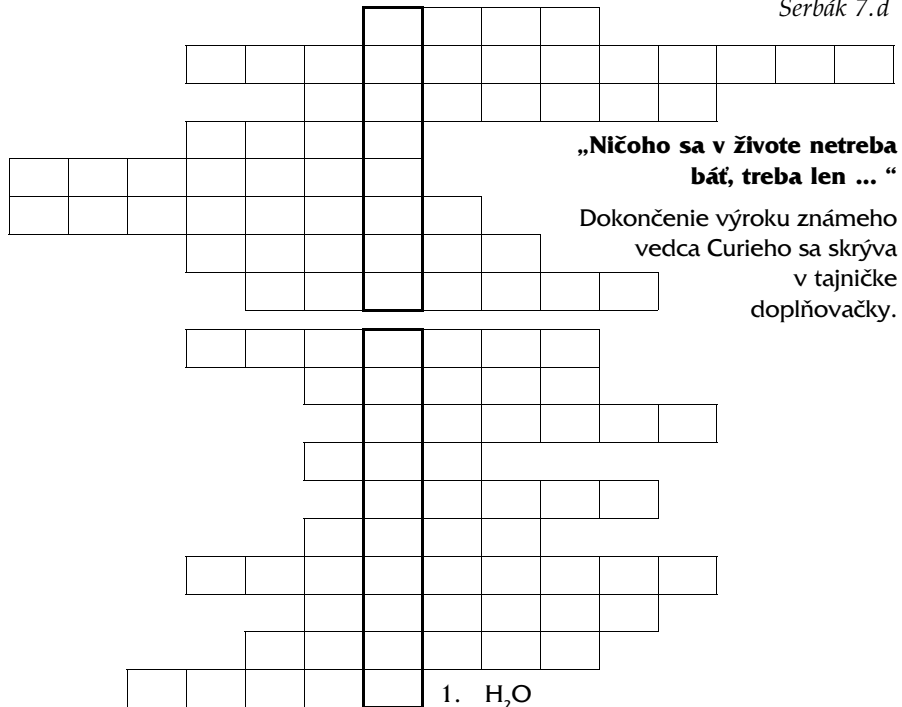 Serbák 7.d
„Ničoho sa v živote netreba
báť, treba len ... “
Dokončenie výroku známeho
vedca Curieho sa skrýva
v tajničke
doplňovačky.
1. H₂O